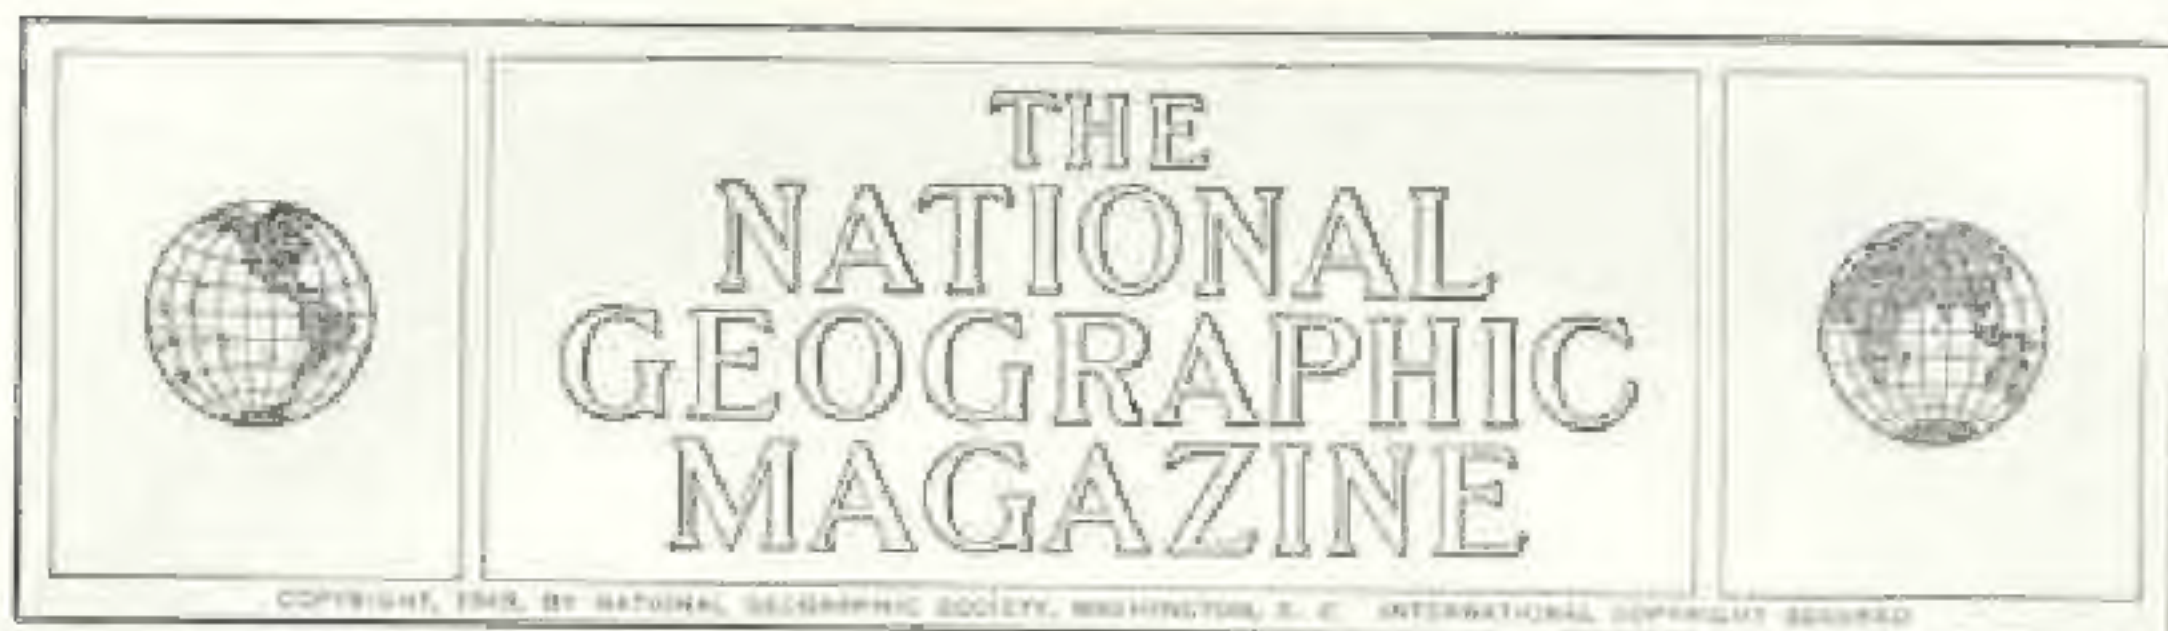 THE
NATIONAL
GEOGRAPHIC
MAGAZINE
COPYRIGHT, BY NATIONAL GEOGRAPHIC SOCIETY, WASHINGTON, D. C. INTERNATIONAL COPYRIGHT SECURED